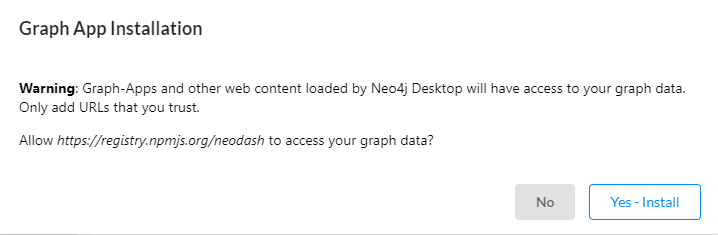 Graph App Installation
Warning: Graph-Apps and other web content loaded by Neo4j Desktop will have access to your graph data.
Only add URLs that you trust.
Allow https://registry.npmjs.org/neodash to access your graph data?
No
Yes - Install